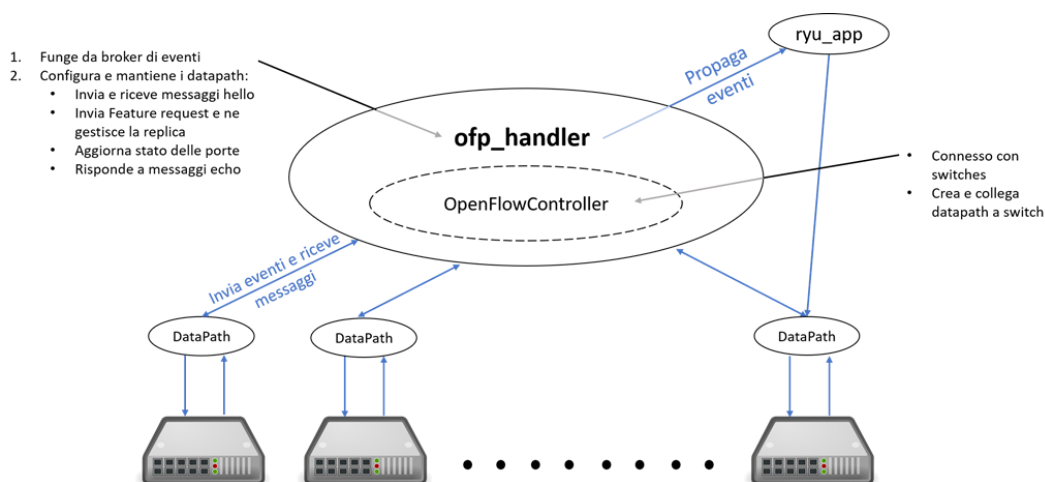 ryu_app
1. Funge da broker di eventi
2. Configura e mantiene i datapath:
• Invia e riceve messaggi hello
• Invia Feature request e ne
gestisce la replica
• Aggiorna stato delle porte
• Risponde a messaggi echo
Propaga
eventi
ofp_handler
OpenFlowController
• Connesso con
switches
• Crea e collega
datapath a switch
Invia eventi e riceve
messaggi
DataPath
DataPath
DataPath